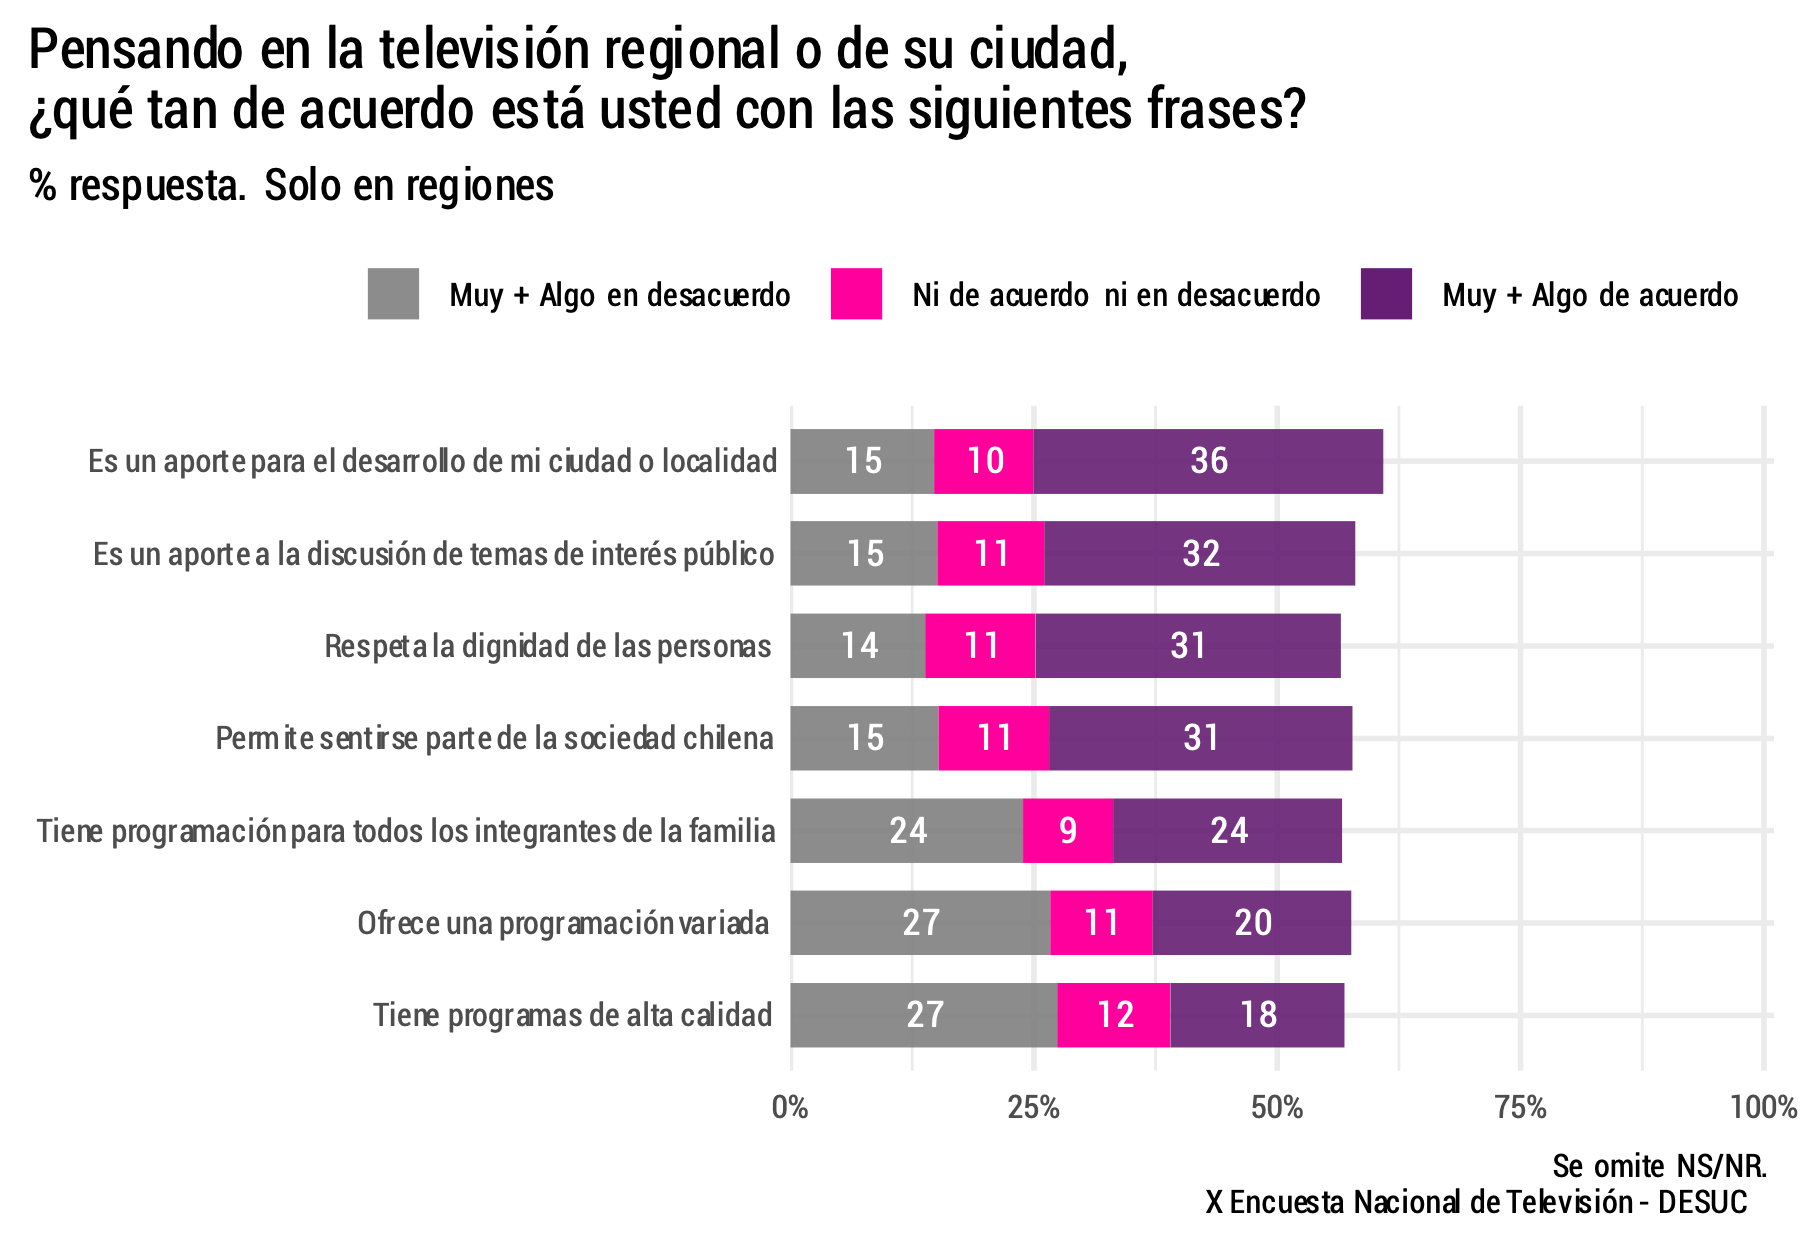 Pensando en la televisión regional o de su ciudad,
¿qué tan de acuerdo está usted con las siguientes frases?
% respuesta. Solo en regiones
Muy + Algo en desacuerdo Ni de acuerdo ni en desacuerdo Muy + Algo de acuerdo
Es un aporte para el desarrollo de mi ciudad o localidad 15 10 36
Es un aporte a la discusión de temas de interés público 15 11 32
Respeta la dignidad de las personas 14 11 31
Permite sentirse parte de la sociedad chilena 15 11 31
Tiene programación para todos los integrantes de la familia 24 9 24
Ofrece una programación variada 27 11 20
Tiene programas de alta calidad 27 12 18
0% 25% 50% 75% 100%
Se omite NS/NR.
X Encuesta Nacional de Televisión - DESUC